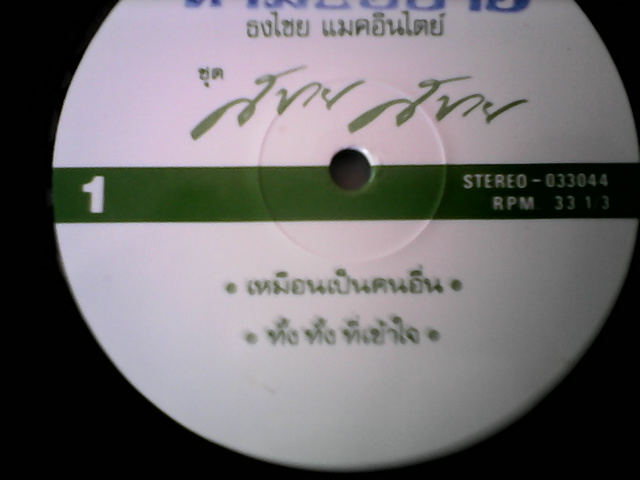 ธงไชย แมคอินไตย์
ชุด
สบาย สบาย
1
STEREO-033044
RPM 33 1 3
• เหมือนเป็นคนอื่น •
• ทั้ง ทั้ง ที่เข้าใจ •